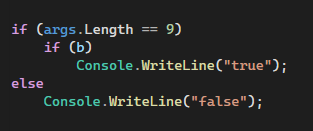 if (args.Length == 9)
    if (b)
        Console.WriteLine("true");
else
    Console.WriteLine("false");